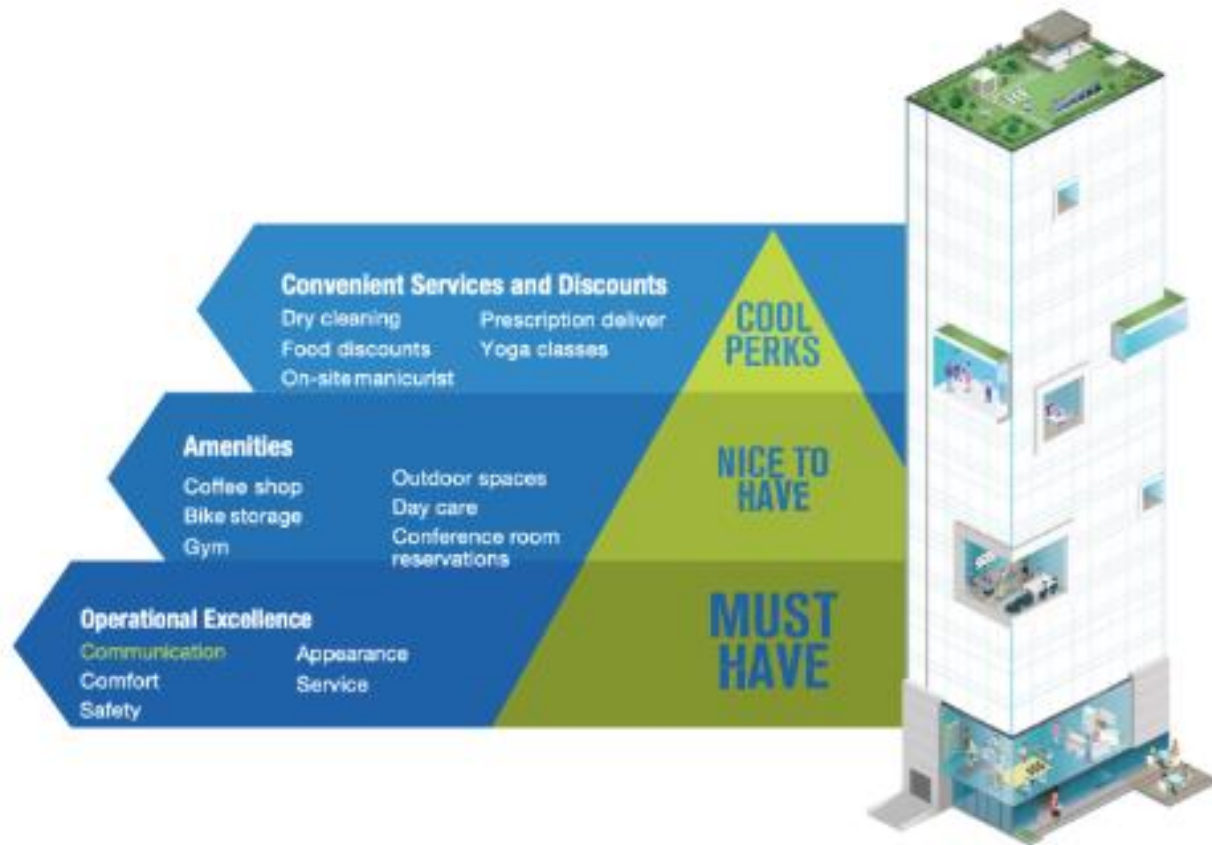 Convenient Services and Discounts
Dry cleaning
Food discounts
On-site manicurist
Prescription deliver
Yoga classes
COOL
PERKS
Amenities
Coffee shop
Bike storage
Gym
Outdoor spaces
Day care
Conference room
reservations
NICE TO
HAVE
Operational Excellence
Communication
Comfort
Safety
Appearance
Service
MUST
HAVE